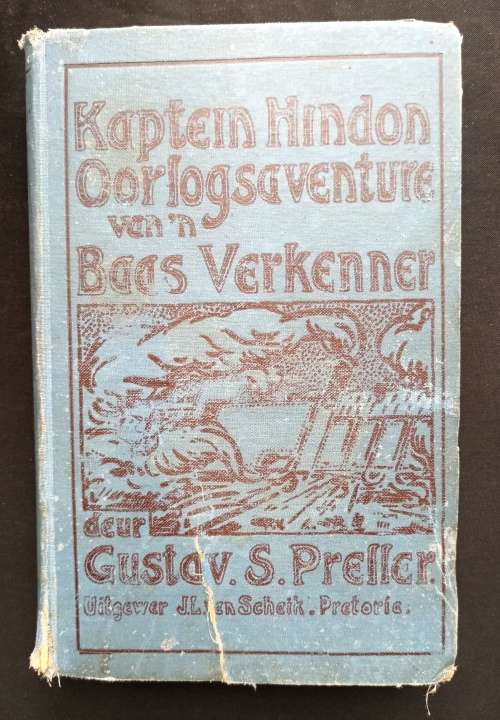 Kaptein Hindon
Oorlogsaventure
van 'n
Baas Verkenner
deur
Gustav. S. Preller.
Uitgewer J.L. van Schaik. Pretoria.